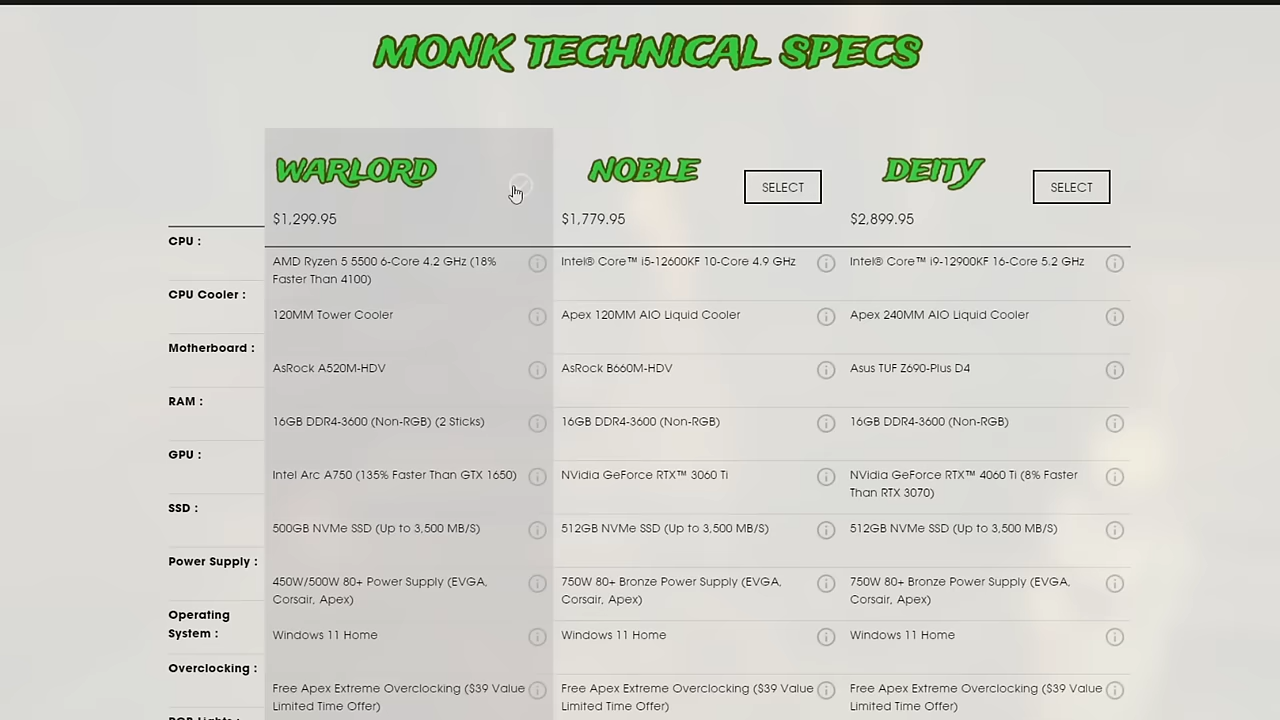 MONK TECHNICAL SPECS
WARLORD
NOBLE
SELECT
DEITY
SELECT
$1,299.95
$1,779.95
$2,899.95
CPU :
AMD Ryzen 5 5500 6-Core 4.2 GHz (18%
Faster Than 4100)
Intel® Core™ i5-12600KF 10-Core 4.9 GHz
Intel® Core™ i9-12900KF 16-Core 5.2 GHz
CPU Cooler :
120MM Tower Cooler
Apex 120MM AIO Liquid Cooler
Apex 240MM AIO Liquid Cooler
Motherboard :
AsRock A520M-HDV
AsRock B660M-HDV
Asus TUF Z690-Plus D4
RAM :
16GB DDR4-3600 (Non-RGB) (2 Sticks)
16GB DDR4-3600 (Non-RGB)
16GB DDR4-3600 (Non-RGB)
GPU :
Intel Arc A750 (135% Faster Than GTX 1650)
NVidia GeForce RTX™ 3060 Ti
NVidia GeForce RTX™ 4060 Ti (8% Faster
Than RTX 3070)
SSD :
500GB NVMe SSD (Up to 3,500 MB/S)
512GB NVMe SSD (Up to 3,500 MB/S)
512GB NVMe SSD (Up to 3,500 MB/S)
Power Supply :
450W/500W 80+ Power Supply (EVGA,
Corsair, Apex)
750W 80+ Bronze Power Supply (EVGA,
Corsair, Apex)
750W 80+ Bronze Power Supply (EVGA,
Corsair, Apex)
Operating
System :
Windows 11 Home
Windows 11 Home
Windows 11 Home
Overclocking :
Free Apex Extreme Overclocking ($39 Value
Limited Time Offer)
Free Apex Extreme Overclocking ($39 Value
Limited Time Offer)
Free Apex Extreme Overclocking ($39 Value
Limited Time Offer)